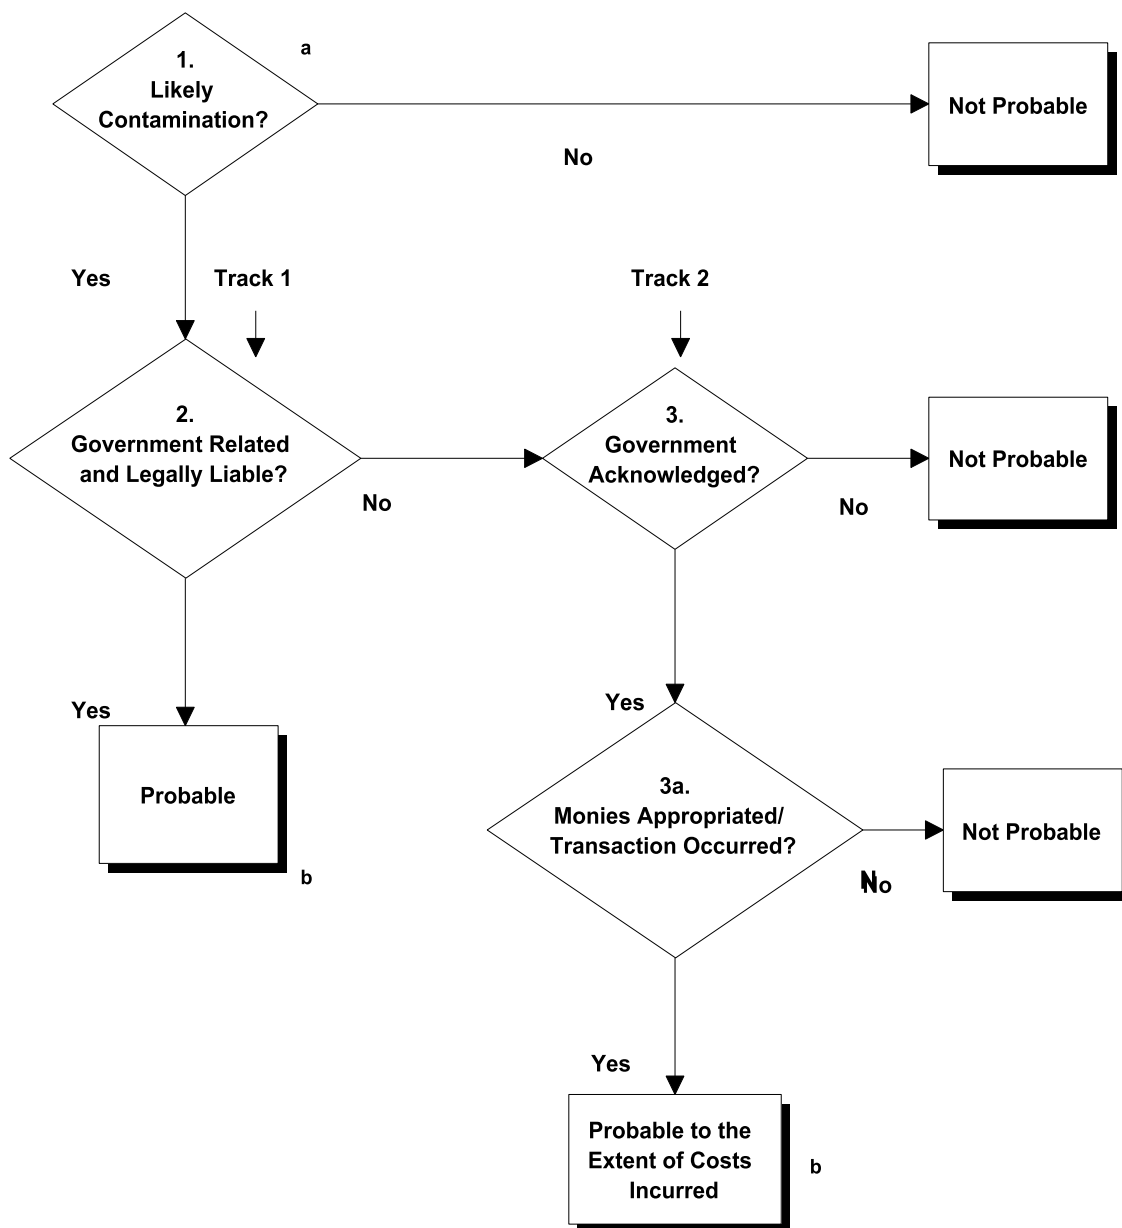 1.
Likely
Contamination?
a
Not Probable
No
Yes
Track 1
Track 2
2.
Government Related
and Legally Liable?
No
3.
Government
Acknowledged?
No
Not Probable
Yes
Probable
b
Yes
3a.
Monies Appropriated/
Transaction Occurred?
N
No
Not Probable
Yes
Probable to the
Extent of Costs
Incurred
b